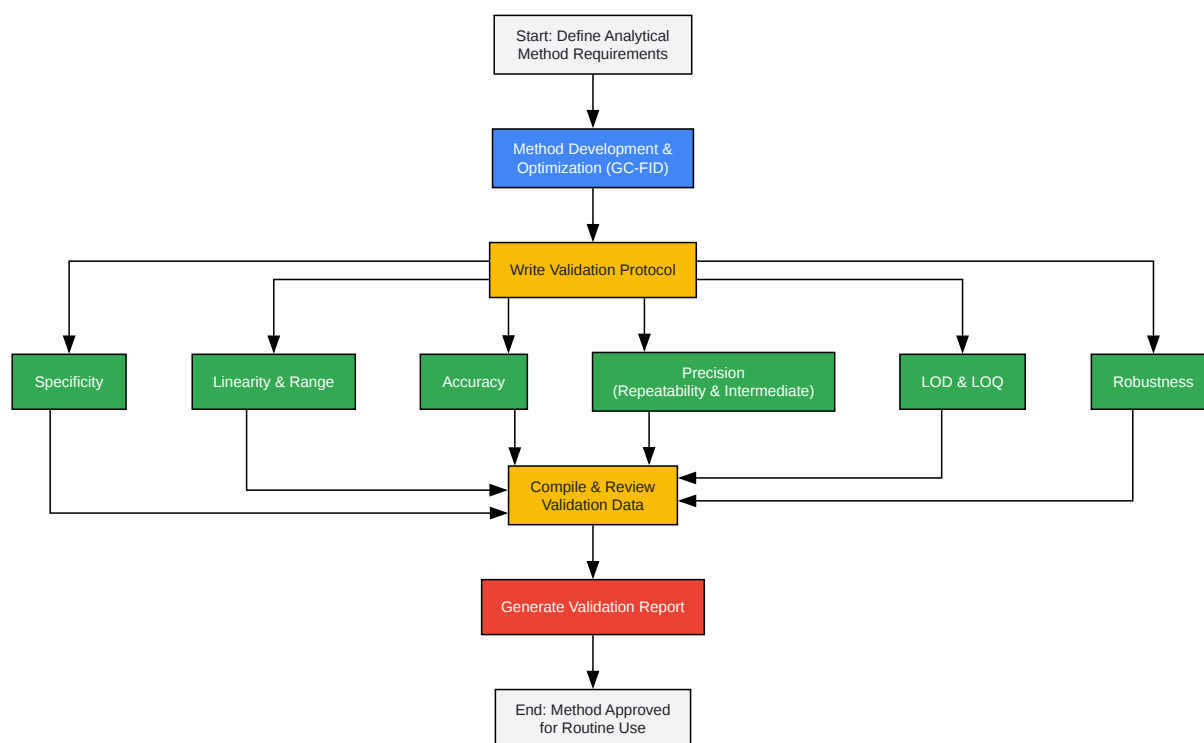 Start: Define Analytical
Method Requirements
Method Development &
Optimization (GC-FID)
Write Validation Protocol
Specificity
Linearity & Range
Accuracy
Precision
(Repeatability & Intermediate)
LOD & LOQ
Robustness
Compile & Review
Validation Data
Generate Validation Report
End: Method Approved
for Routine Use